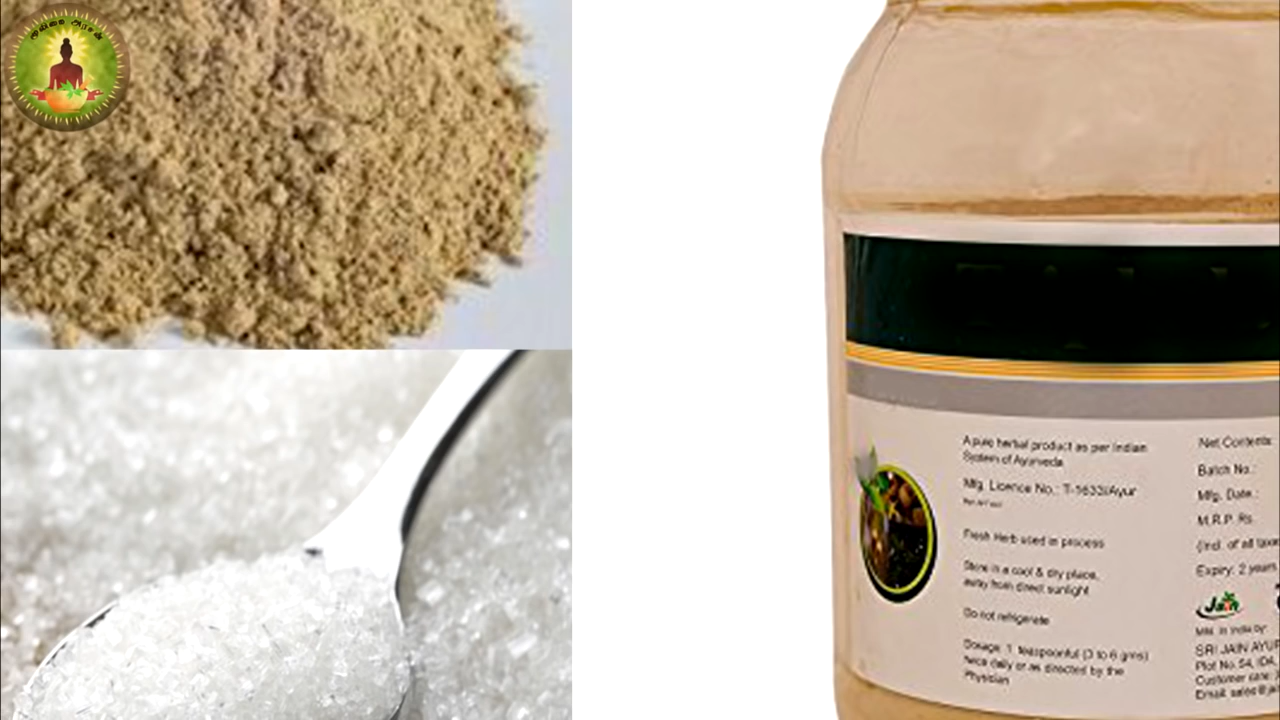 மூலிகை அரசன்
A pure herbal product as per Indian
System of Ayurveda
Mfg. Licence No.: T-1633/Ayur
Fresh Herb used in process
Store in a cool & dry place,
away from direct sunlight
Do not refrigerate
Dosage: 1 teaspoonful (3 to 6 gms)
twice daily or as directed by the
Physician
Net Contents:
Batch No.:
Mfg. Date.:
M.R.P. Rs.
(Incl. of all taxe
Expiry: 2 years
Jain
Mfd. in India by:
SRI JAIN AYUR
Plot No. 54, IDA,
Customer care:
Email: sales@ja